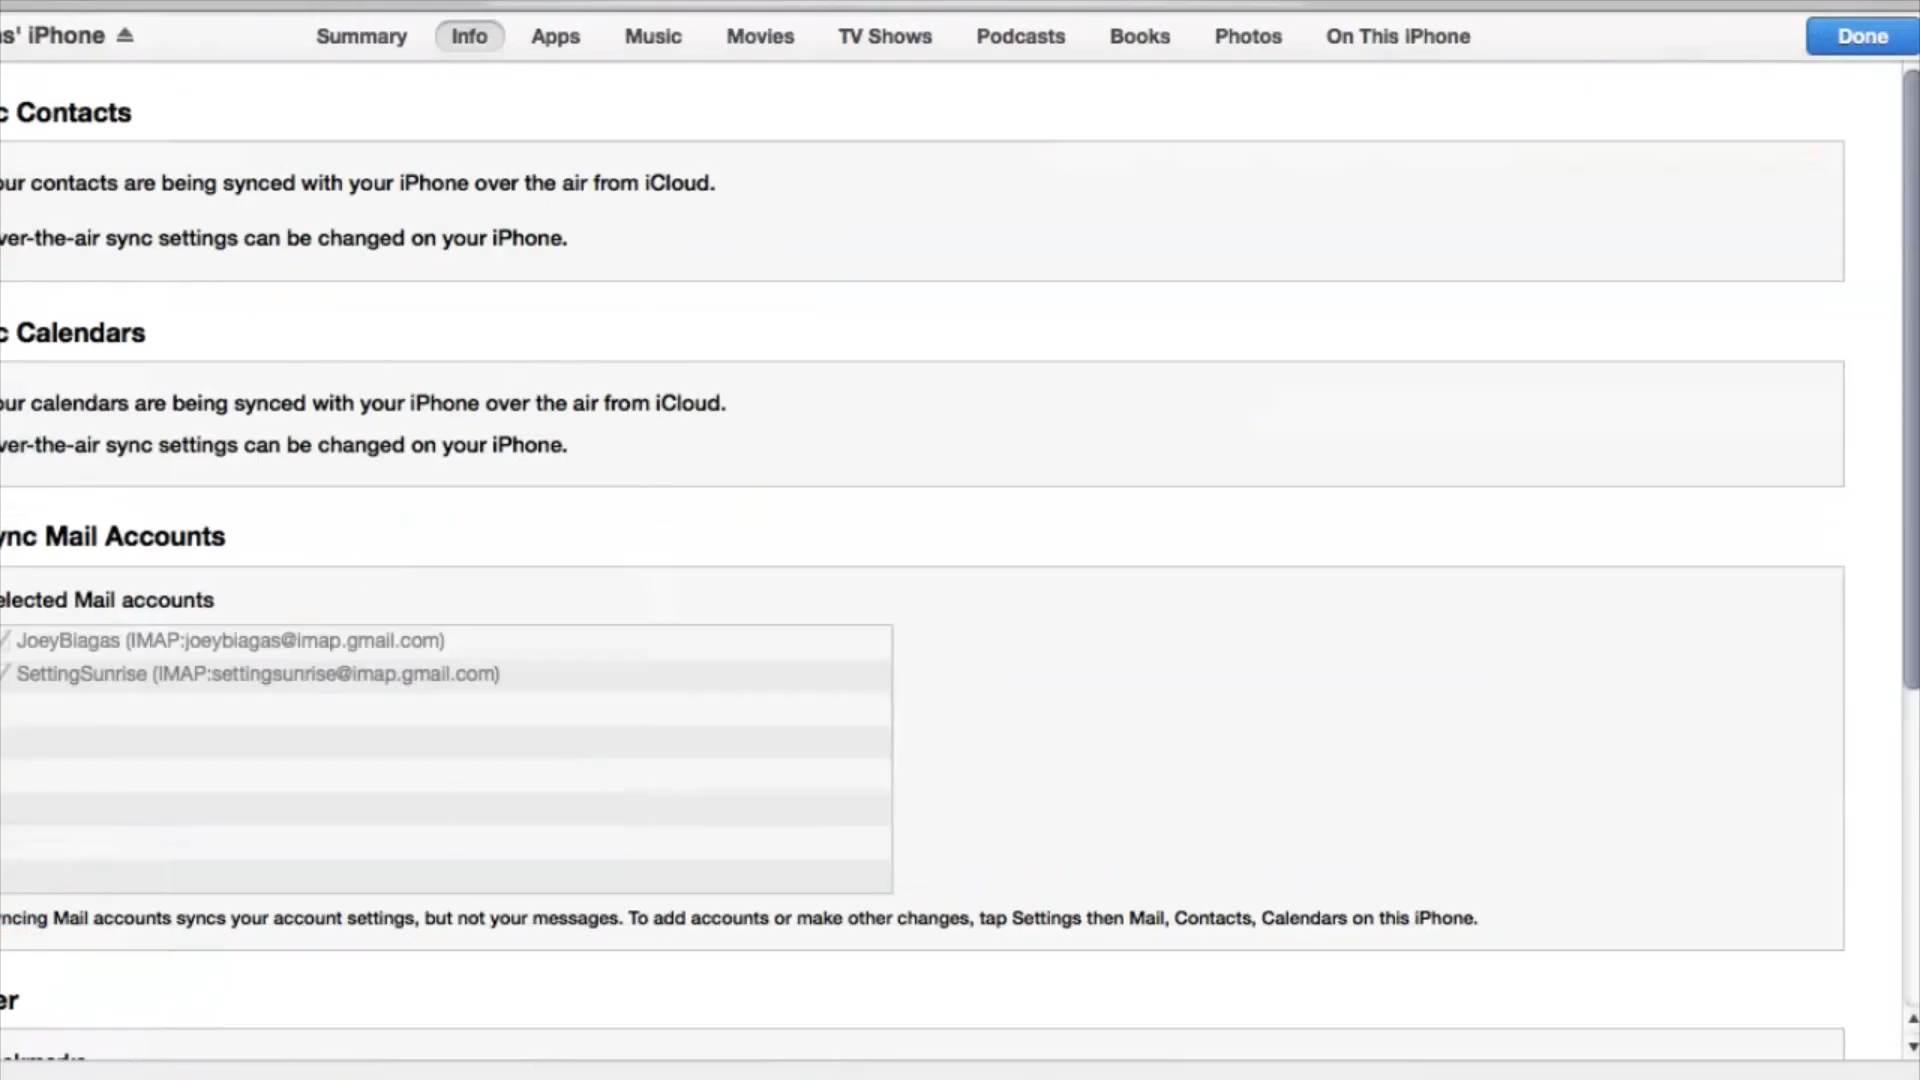 s' iPhone
Summary Info Apps Music Movies TV Shows Podcasts Books Photos On This iPhone Done
c Contacts
our contacts are being synced with your iPhone over the air from iCloud.
ver-the-air sync settings can be changed on your iPhone.
c Calendars
our calendars are being synced with your iPhone over the air from iCloud.
ver-the-air sync settings can be changed on your iPhone.
ync Mail Accounts
elected Mail accounts
JoeyBiagas (IMAP:joeybiagas@imap.gmail.com)
SettingSunrise (IMAP:settingsunrise@imap.gmail.com)
ncing Mail accounts syncs your account settings, but not your messages. To add accounts or make other changes, tap Settings then Mail, Contacts, Calendars on this iPhone.
er